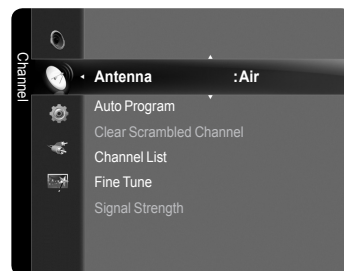 Channel
Antenna :Air
Auto Program
Clear Scrambled Channel
Channel List
Fine Tune
Signal Strength